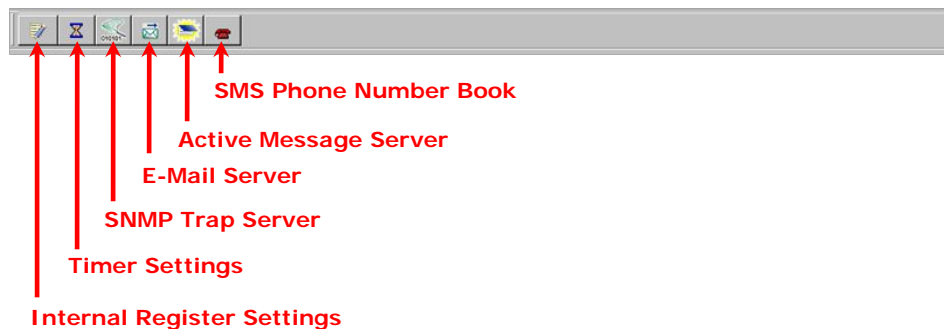 SMS Phone Number Book
Active Message Server
E-Mail Server
SNMP Trap Server
Timer Settings
Internal Register Settings